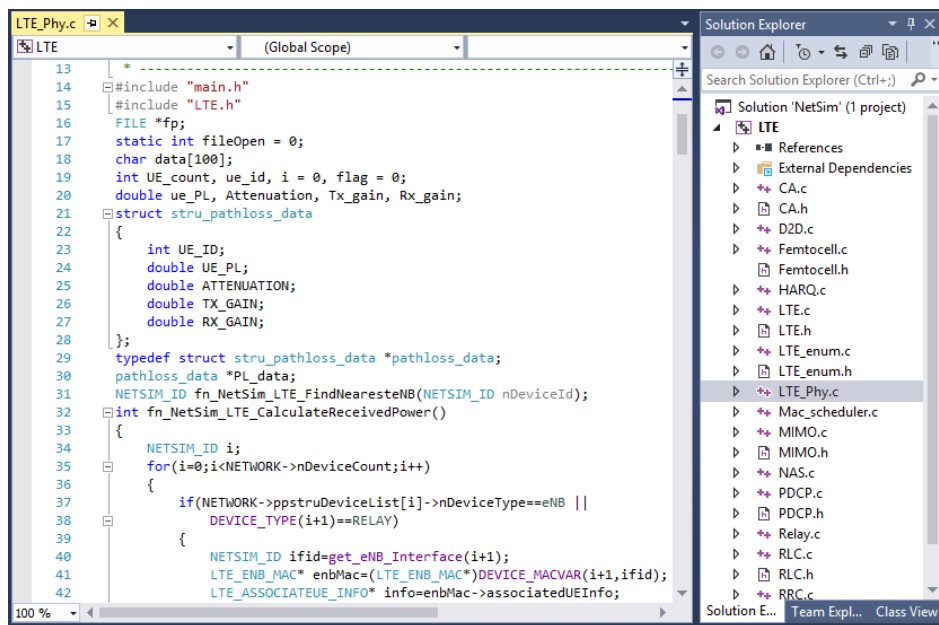 LTE_Phy.c
LTE
(Global Scope)
13 * ----------------------------------------------------------------------
14 #include "main.h"
15 #include "LTE.h"
16 FILE *fp;
17 static int fileOpen = 0;
18 char data[100];
19 int UE_count, ue_id, i = 0, flag = 0;
20 double ue_PL, Attenuation, Tx_gain, Rx_gain;
21 struct stru_pathloss_data
22 {
23 int UE_ID;
24 double UE_PL;
25 double ATTENUATION;
26 double TX_GAIN;
27 double RX_GAIN;
28 };
29 typedef struct stru_pathloss_data *pathloss_data;
30 pathloss_data *PL_data;
31 NETSIM_ID fn_NetSim_LTE_FindNearesteNB(NETSIM_ID nDeviceId);
32 int fn_NetSim_LTE_CalculateReceivedPower()
33 {
34 NETSIM_ID i;
35 for(i=0;i<NETWORK->nDeviceCount;i++)
36 {
37 if(NETWORK->ppstruDeviceList[i]->nDeviceType==eNB ||
38 DEVICE_TYPE(i+1)==RELAY)
39 {
40 NETSIM_ID ifid=get_eNB_Interface(i+1);
41 LTE_ENB_MAC* enbMac=(LTE_ENB_MAC*)DEVICE_MACVAR(i+1,ifid);
42 LTE_ASSOCIATEUE_INFO* info=enbMac->associatedUEInfo;
100 %
Solution Explorer
Search Solution Explorer (Ctrl+;)
Solution 'NetSim' (1 project)
LTE
References
External Dependencies
CA.c
CA.h
D2D.c
Femtocell.c
Femtocell.h
HARQ.c
LTE.c
LTE.h
LTE_enum.c
LTE_enum.h
LTE_Phy.c
Mac_scheduler.c
MIMO.c
MIMO.h
NAS.c
PDCP.c
PDCP.h
Relay.c
RLC.c
RLC.h
RRC.c
Solution E... Team Expl... Class View